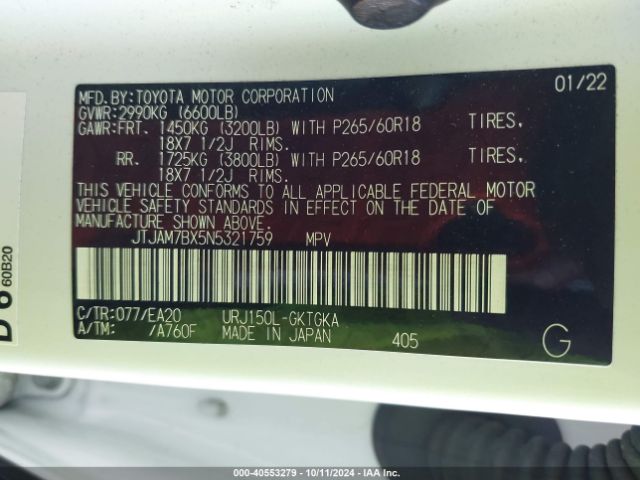 MFD.BY:TOYOTA MOTOR CORPORATION 01/22
GVWR:2990KG (6600LB)
GAWR:FRT. 1450KG (3200LB) WITH P265/60R18 TIRES,
18X7 1/2J RIMS.
RR. 1725KG (3800LB) WITH P265/60R18 TIRES,
18X7 1/2J RIMS.
THIS VEHICLE CONFORMS TO ALL APPLICABLE FEDERAL MOTOR
VEHICLE SAFETY STANDARDS IN EFFECT ON THE DATE OF
MANUFACTURE SHOWN ABOVE.
JTJAM7BX5N5321759 MPV
C/TR:077/EA20 URJ150L-GKTGKA
A/TM: /A760F MADE IN JAPAN 405 G
60B20
000-40553279 - 10/11/2024 - IAA Inc.